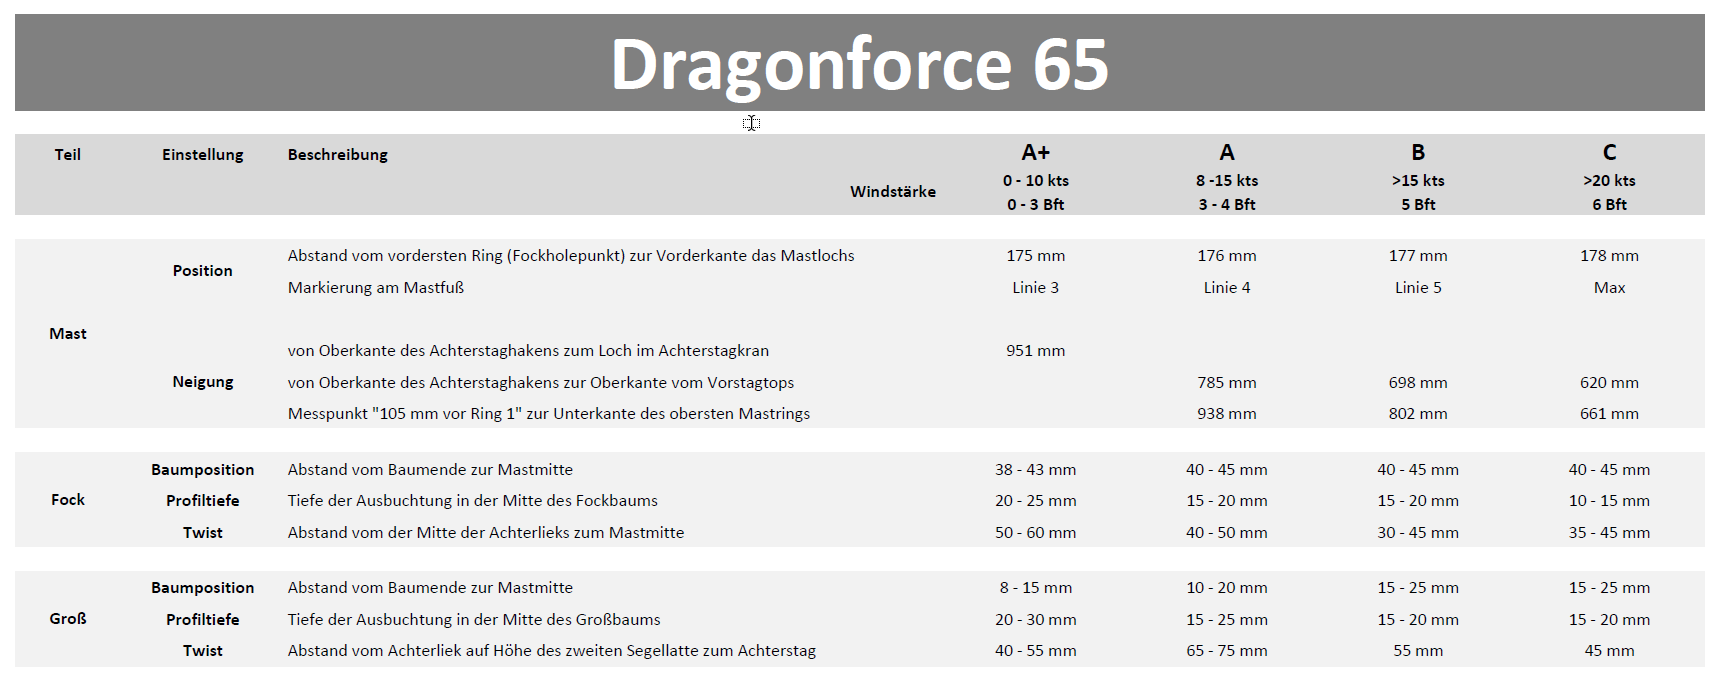 Dragonforce 65
Teil Einstellung Beschreibung A+ A B C
Windstärke 0 - 10 kts 8 -15 kts >15 kts >20 kts
0 - 3 Bft 3 - 4 Bft 5 Bft 6 Bft
Mast Position Abstand vom vordersten Ring (Fockholepunkt) zur Vorderkante das Mastlochs 175 mm 176 mm 177 mm 178 mm
Markierung am Mastfuß Linie 3 Linie 4 Linie 5 Max
Neigung von Oberkante des Achterstaghakens zum Loch im Achterstagkran 951 mm
von Oberkante des Achterstaghakens zur Oberkante vom Vorstagtops 785 mm 698 mm 620 mm
Messpunkt "105 mm vor Ring 1" zur Unterkante des obersten Mastrings 938 mm 802 mm 661 mm
Fock Baumposition Abstand vom Baumende zur Mastmitte 38 - 43 mm 40 - 45 mm 40 - 45 mm 40 - 45 mm
Profiltiefe Tiefe der Ausbuchtung in der Mitte des Fockbaums 20 - 25 mm 15 - 20 mm 15 - 20 mm 10 - 15 mm
Twist Abstand vom der Mitte der Achterlieks zum Mastmitte 50 - 60 mm 40 - 50 mm 30 - 45 mm 35 - 45 mm
Groß Baumposition Abstand vom Baumende zur Mastmitte 8 - 15 mm 10 - 20 mm 15 - 25 mm 15 - 25 mm
Profiltiefe Tiefe der Ausbuchtung in der Mitte des Großbaums 20 - 30 mm 15 - 25 mm 15 - 20 mm 15 - 20 mm
Twist Abstand vom Achterliek auf Höhe des zweiten Segellatte zum Achterstag 40 - 55 mm 65 - 75 mm 55 mm 45 mm